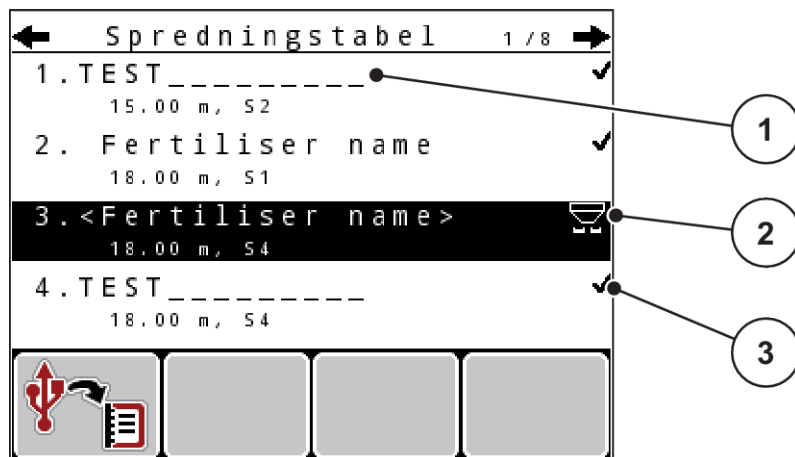 Spredningstabel 1/8
1.TEST_________
15.00 m, S2
2. Fertiliser name
18.00 m, S1
3.<Fertiliser name>
18.00 m, S4
4.TEST_________
18.00 m, S4
1
2
3